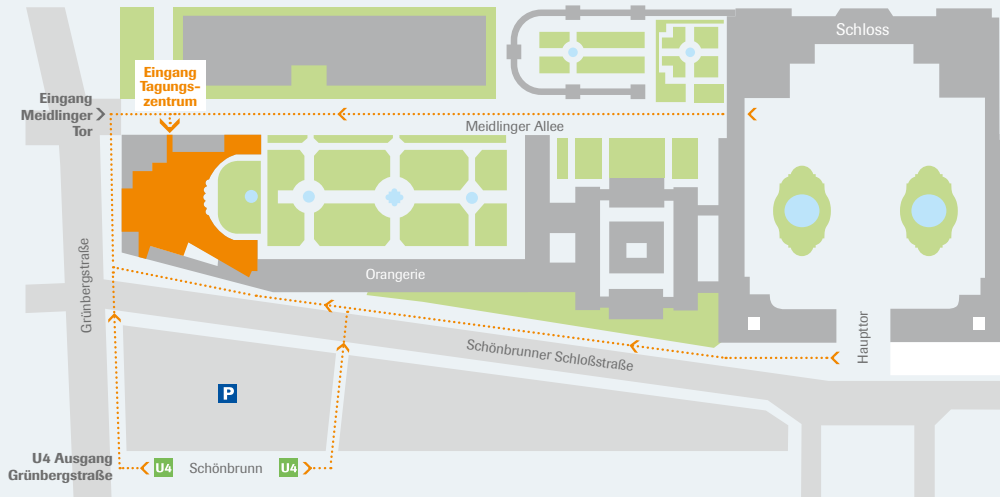 Schloss
Eingang
Tagungs-
zentrum
Eingang
Meidlinger
Tor
Meidlinger Allee
Orangerie
Grünbergstraße
Schönbrunner Schloßstraße
Haupttor
P
U4 Ausgang
Grünbergstraße
U4 Schönbrunn U4